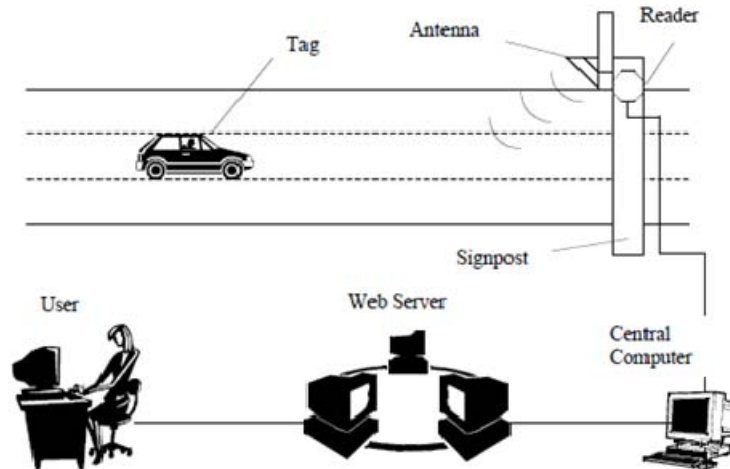 Antenna
Reader
Tag
Signpost
User
Web Server
Central
Computer